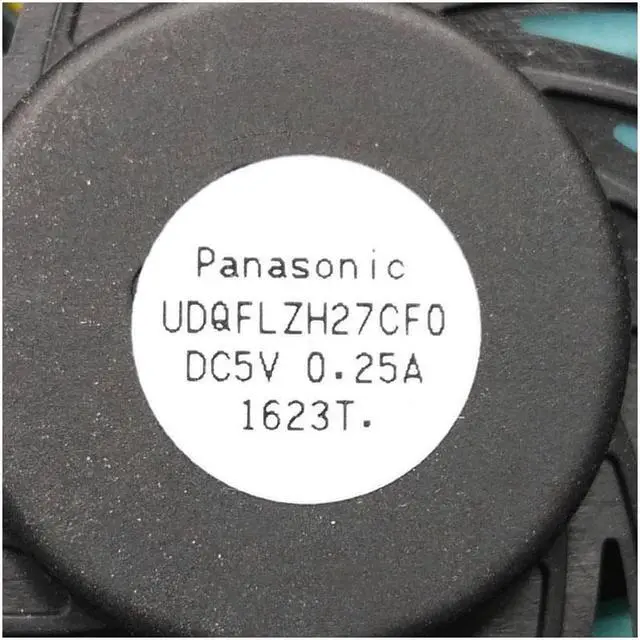 Panasonic
UDQFLZH27CF0
DC5V 0.25A
1623T.